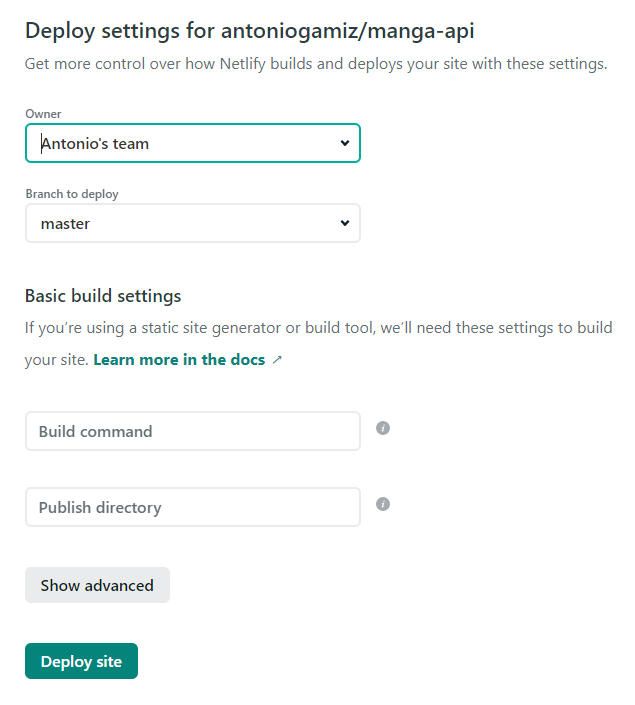 Deploy settings for antoniogamiz/manga-api
Get more control over how Netlify builds and deploys your site with these settings.
Owner
Antonio's team
Branch to deploy
master
Basic build settings
If you’re using a static site generator or build tool, we’ll need these settings to build
your site. Learn more in the docs ↗
Build command
Publish directory
Show advanced
Deploy site